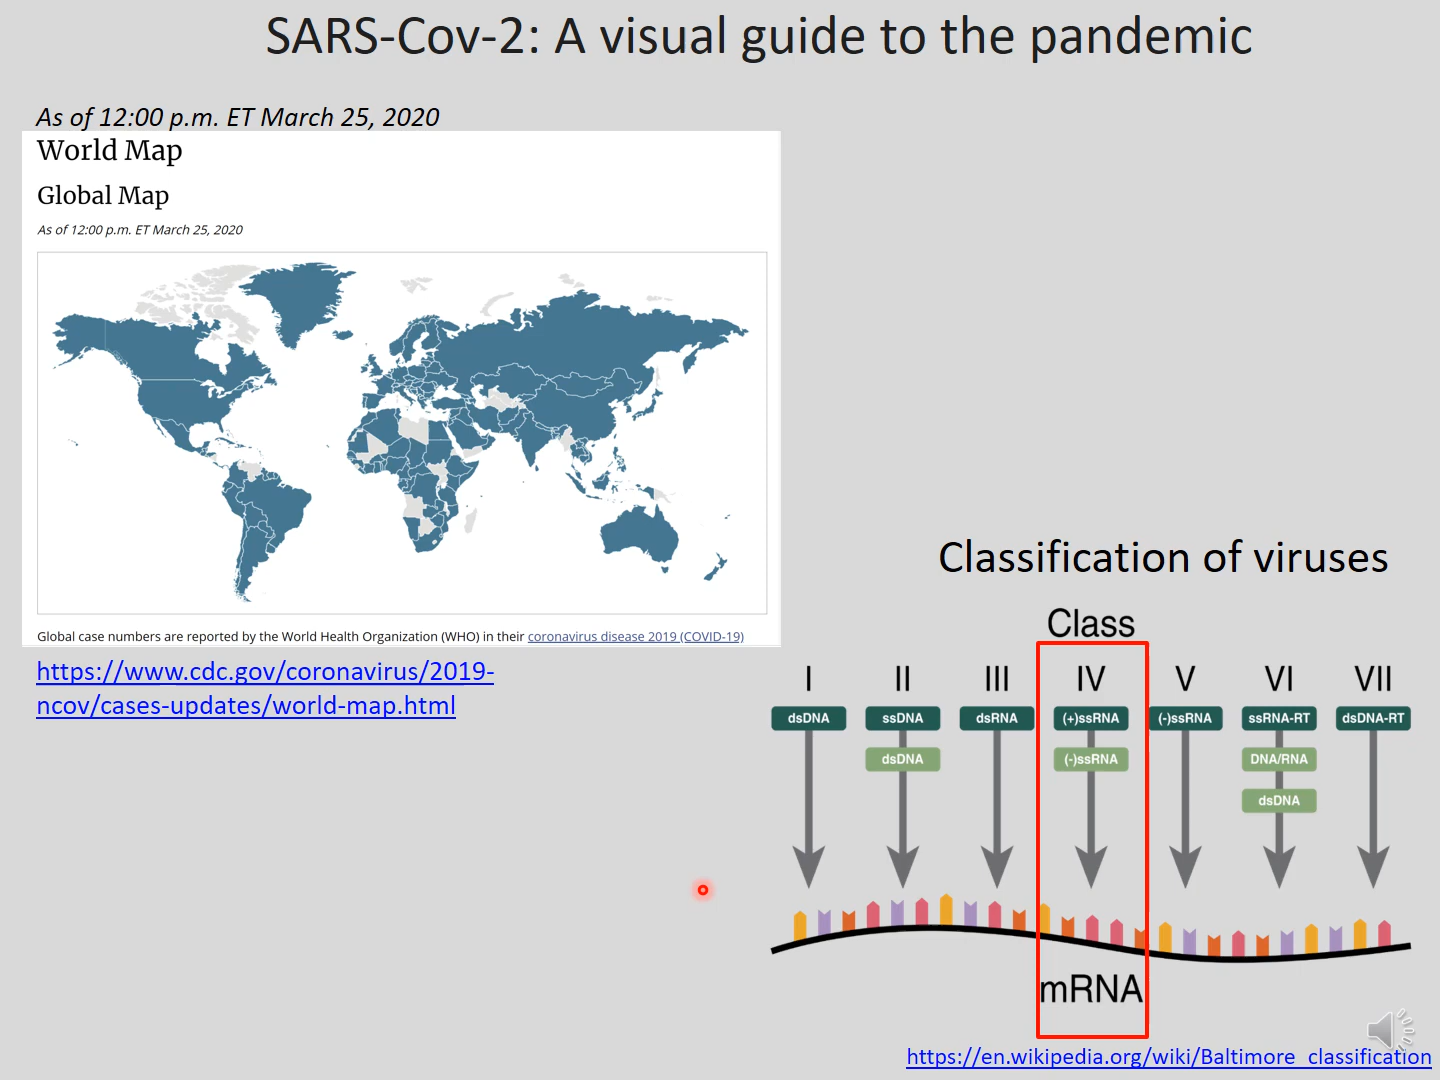 SARS-Cov-2: A visual guide to the pandemic
As of 12:00 p.m. ET March 25, 2020
World Map
Global Map
As of 12:00 p.m. ET March 25, 2020
Global case numbers are reported by the World Health Organization (WHO) in their coronavirus disease 2019 (COVID-19)
https://www.cdc.gov/coronavirus/2019-
ncov/cases-updates/world-map.html
Classification of viruses
Class
I II III IV V VI VII
dsDNA ssDNA dsRNA (+)ssRNA (-)ssRNA ssRNA-RT dsDNA-RT
dsDNA (-)ssRNA DNA/RNA
dsDNA
mRNA
https://en.wikipedia.org/wiki/Baltimore_classification